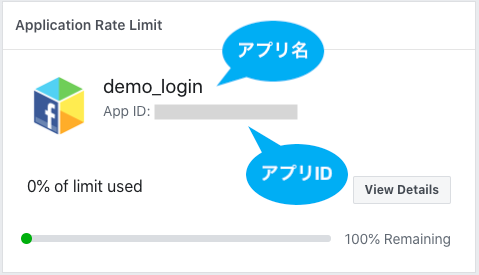 Application Rate Limit
アプリ名
demo_login
App ID:
アプリID
0% of limit used
View Details
100% Remaining